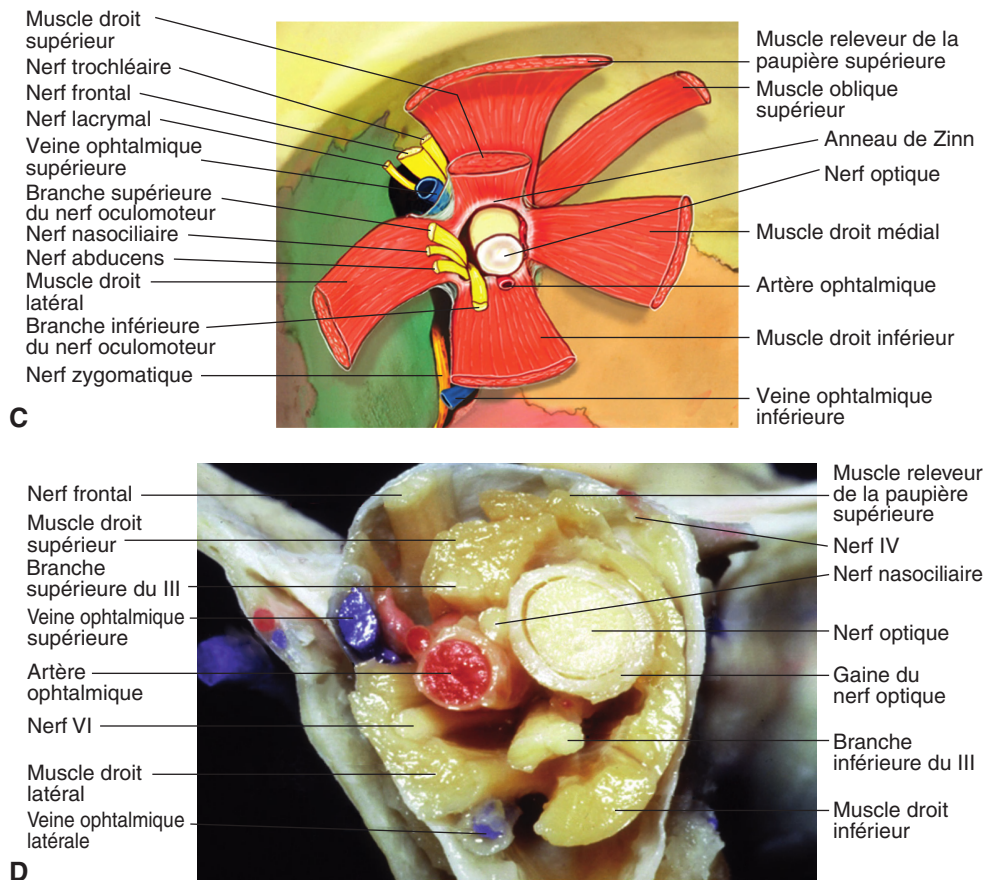 Muscle droit
supérieur
Nerf trochléaire
Nerf frontal
Nerf lacrymal
Veine ophtalmique
supérieure
Branche supérieure
du nerf oculomoteur
Nerf nasociliaire
Nerf abducens
Muscle droit
latéral
Branche inférieure
du nerf oculomoteur
Nerf zygomatique
C
Muscle releveur de la
paupière supérieure
Muscle oblique
supérieur
Anneau de Zinn
Nerf optique
Muscle droit médial
Artère ophtalmique
Muscle droit inférieur
Veine ophtalmique
inférieure
Nerf frontal
Muscle droit
supérieur
Branche
supérieure du III
Veine ophtalmique
supérieure
Artère
ophtalmique
Nerf VI
Muscle droit
latéral
Veine ophtalmique
latérale
D
Muscle releveur
de la paupière
supérieure
Nerf IV
Nerf nasociliaire
Nerf optique
Gaine du
nerf optique
Branche
inférieure du III
Muscle droit
inférieur